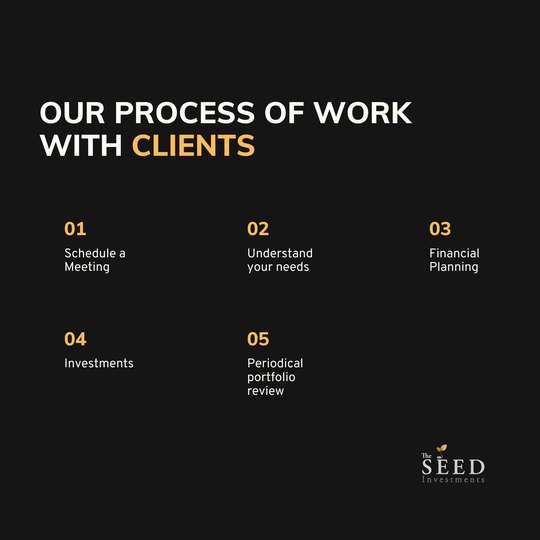 OUR PROCESS OF WORK
WITH CLIENTS
01
Schedule a
Meeting
02
Understand
your needs
03
Financial
Planning
04
Investments
05
Periodical
portfolio
review
The
SEED
Investments